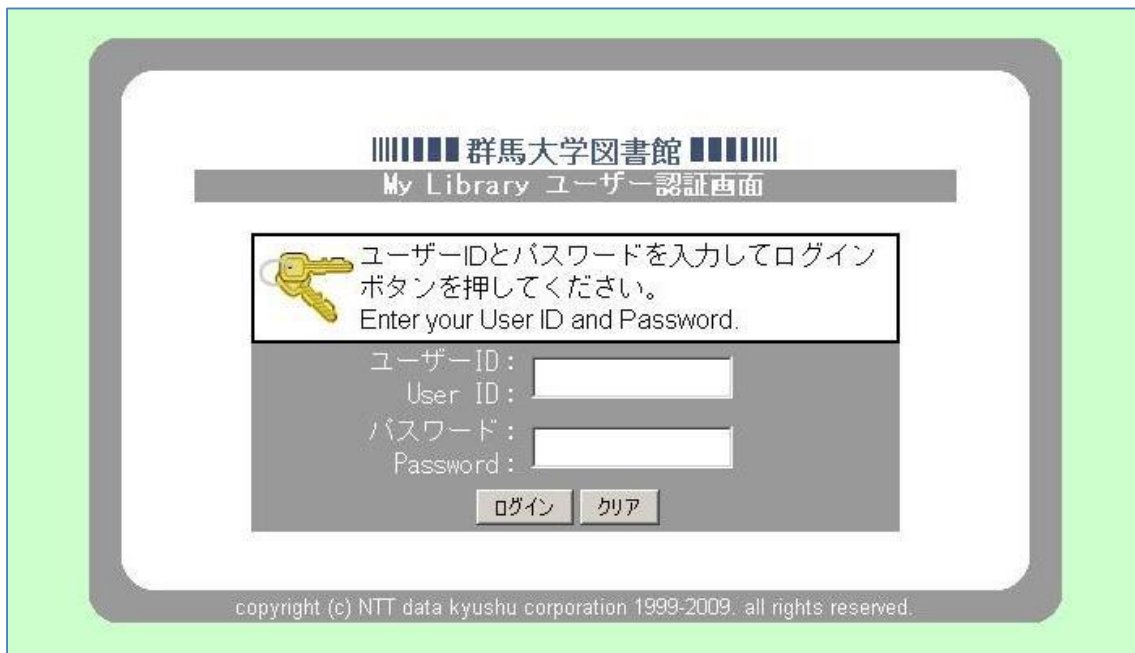 群馬大学図書館
My Library ユーザー認証画面
ユーザーIDとパスワードを入力してログイン
ボタンを押してください。
Enter your User ID and Password.
ユーザーID:
User ID:
パスワード:
Password:
ログイン クリア
copyright (c) NTT data kyushu corporation 1999-2009. all rights reserved.